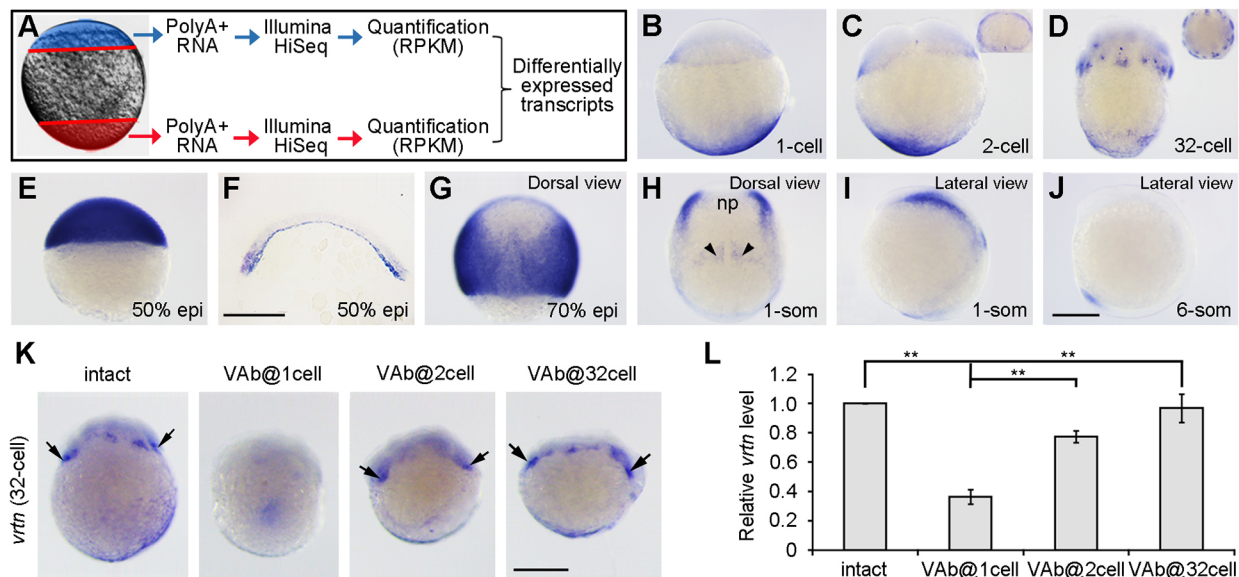 A
PolyA+
RNA
Illumina
HiSeq
Quantification
(RPKM)
PolyA+
RNA
Illumina
HiSeq
Quantification
(RPKM)
Differentially
expressed
transcripts
B
1-cell
C
2-cell
D
32-cell
E
50% epi
F
50% epi
G
Dorsal view
70% epi
H
Dorsal view
np
1-som
I
Lateral view
1-som
J
Lateral view
6-som
K
intact
VAb@1cell
VAb@2cell
VAb@32cell
vrtn (32-cell)
L
Relative vrtn level
1.2
1.0
0.8
0.6
0.4
0.2
0
**
**
**
intact
VAb@1cell
VAb@2cell
VAb@32cell